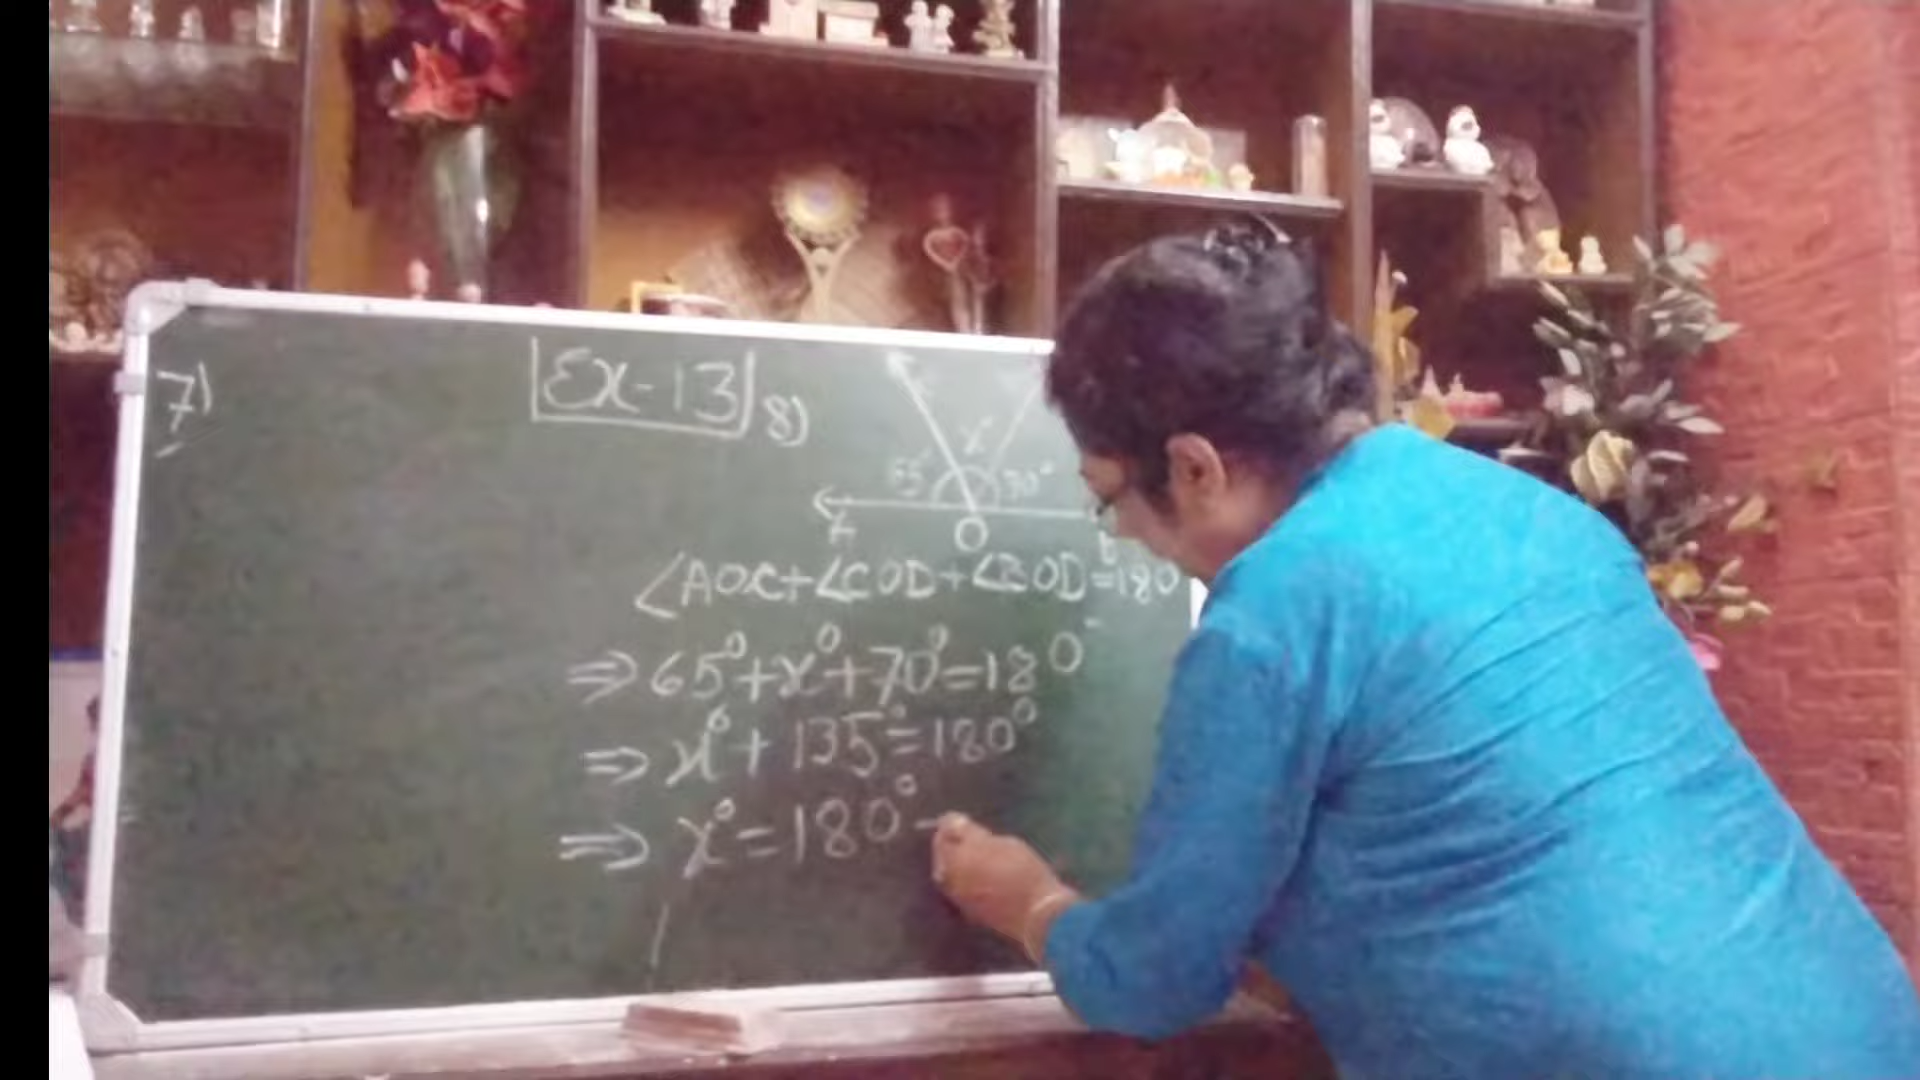 7)
Ex-13
8)
x
65° 70°
A O
∠AOC+∠COD+∠BOD=180
⇒ 65°+x°+70°=180°
⇒ x°+135°=180°
⇒ x°=180°-